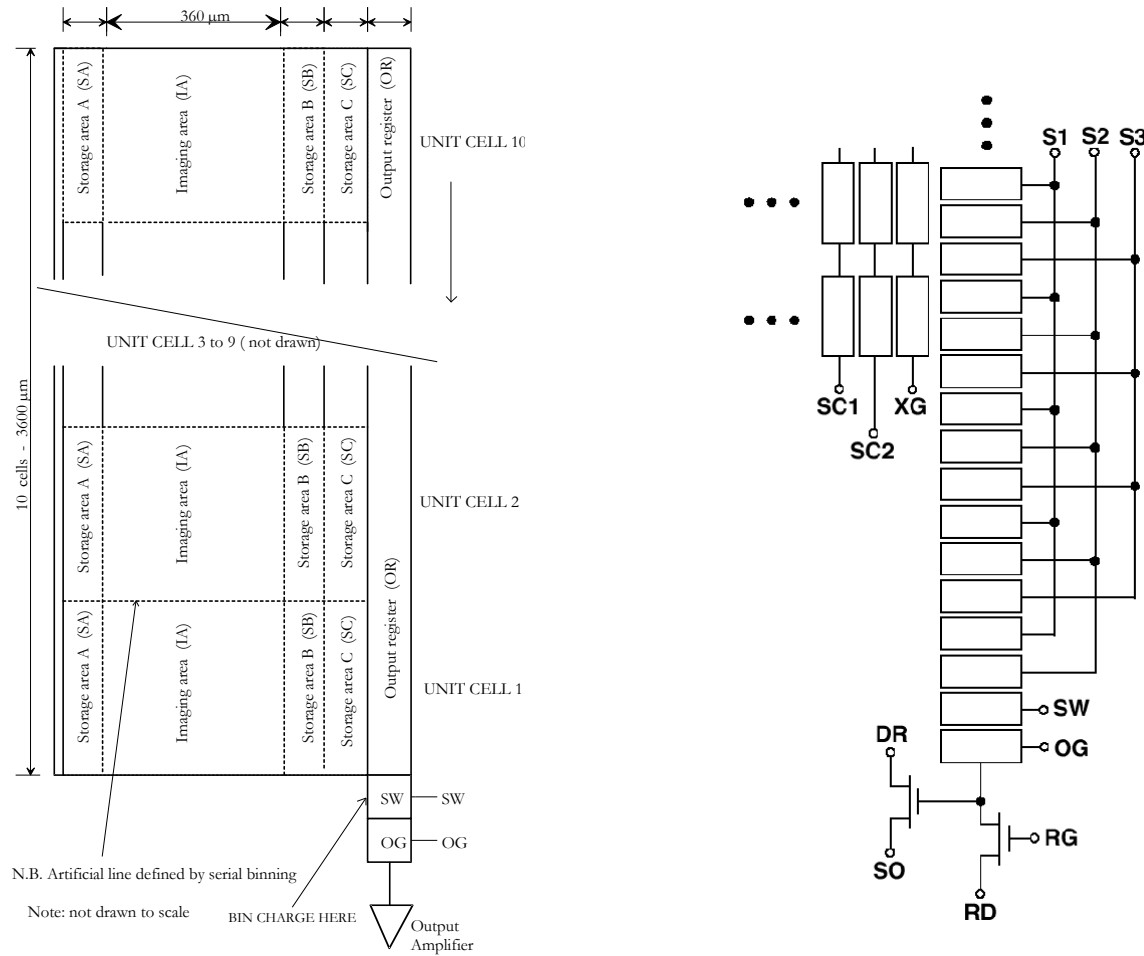 360 µm
Storage area A (SA)
Imaging area (IA)
Storage area B (SB)
Storage area C (SC)
Output register (OR)
UNIT CELL 10
UNIT CELL 3 to 9 ( not drawn)
10 cells - 3600 µm
Storage area A (SA)
Imaging area (IA)
Storage area B (SB)
Storage area C (SC)
UNIT CELL 2
Storage area A (SA)
Imaging area (IA)
Storage area B (SB)
Storage area C (SC)
Output register (OR)
UNIT CELL 1
SW SW
OG OG
N.B. Artificial line defined by serial binning
Note: not drawn to scale
BIN CHARGE HERE
Output
Amplifier
S1 S2 S3
SC1 XG
SC2
SW
OG
DR
RG
SO
RD